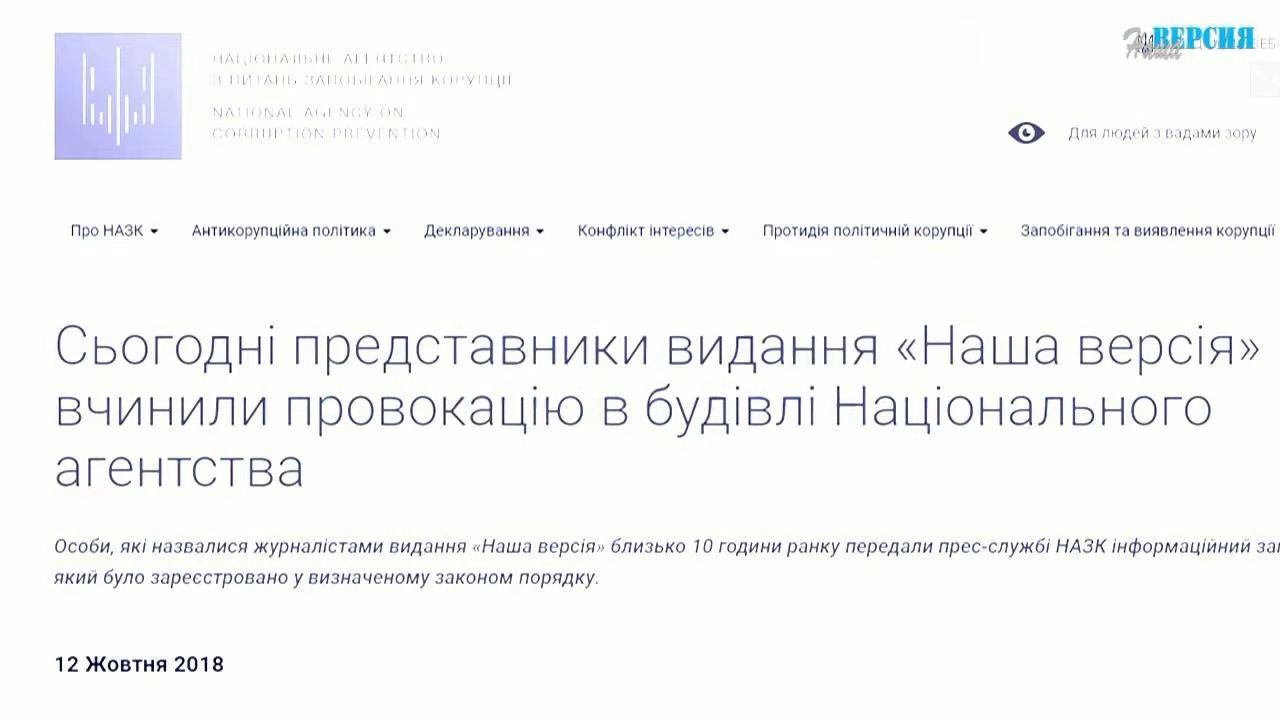 НАЦІОНАЛЬНЕ АГЕНТСТВО
З ПИТАНЬ ЗАПОБІГАННЯ КОРУПЦІЇ
NATIONAL AGENCY ON
CORRUPTION PREVENTION
Наша ВЕРСИЯ
Для людей з вадами зору
Про НАЗК Антикорупційна політика Декларування Конфлікт інтересів Протидія політичній корупції Запобігання та виявлення корупції
Сьогодні представники видання «Наша версія»
вчинили провокацію в будівлі Національного
агентства
Особи, які назвалися журналістами видання «Наша версія» близько 10 години ранку передали прес-службі НАЗК інформаційний
який було зареєстровано у визначеному законом порядку.
12 Жовтня 2018